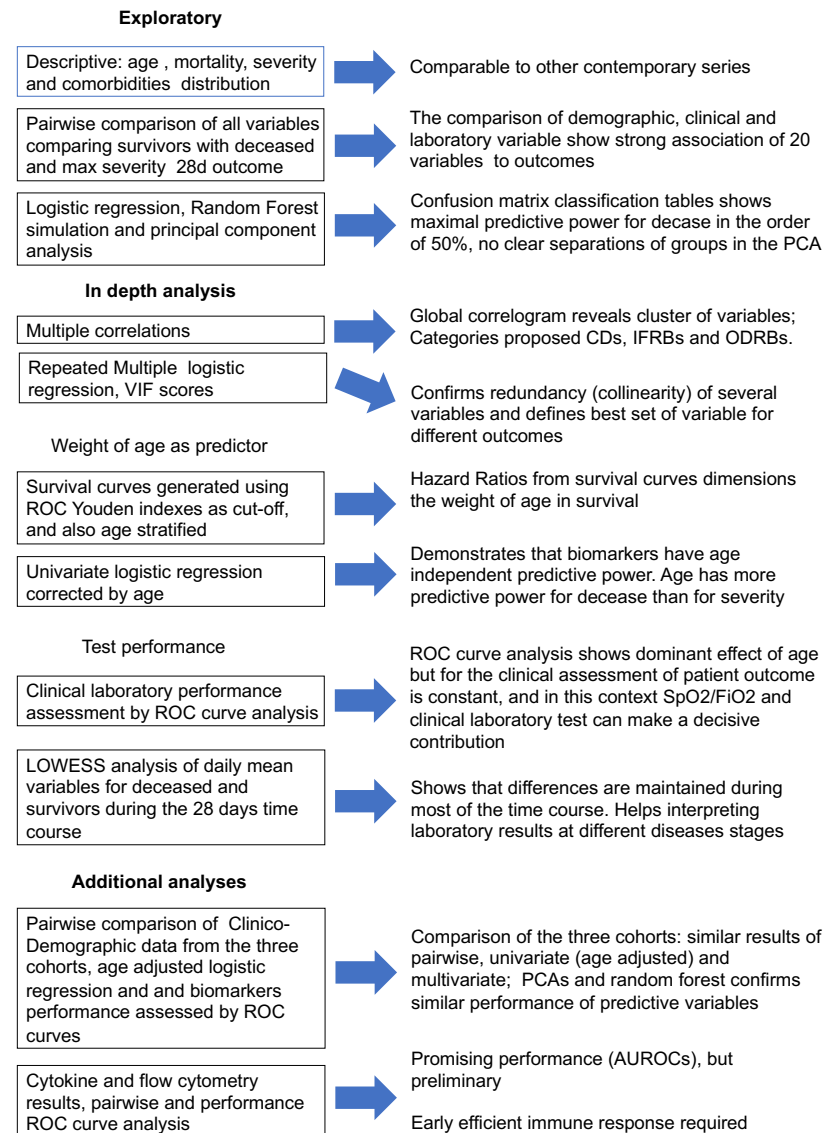 Exploratory
Descriptive: age , mortality, severity
and comorbidities distribution
Comparable to other contemporary series
Pairwise comparison of all variables
comparing survivors with deceased
and max severity 28d outcome
The comparison of demographic, clinical and
laboratory variable show strong association of 20
variables to outcomes
Logistic regression, Random Forest
simulation and principal component
analysis
Confusion matrix classification tables shows
maximal predictive power for decase in the order
of 50%, no clear separations of groups in the PCA
In depth analysis
Multiple correlations
Global correlogram reveals cluster of variables;
Categories proposed CDs, IFRBs and ODRBs.
Repeated Multiple logistic
regression, VIF scores
Confirms redundancy (collinearity) of several
variables and defines best set of variable for
different outcomes
Weight of age as predictor
Survival curves generated using
ROC Youden indexes as cut-off,
and also age stratified
Hazard Ratios from survival curves dimensions
the weight of age in survival
Univariate logistic regression
corrected by age
Demonstrates that biomarkers have age
independent predictive power. Age has more
predictive power for decease than for severity
Test performance
Clinical laboratory performance
assessment by ROC curve analysis
ROC curve analysis shows dominant effect of age
but for the clinical assessment of patient outcome
is constant, and in this context SpO2/FiO2 and
clinical laboratory test can make a decisive
contribution
LOWESS analysis of daily mean
variables for deceased and
survivors during the 28 days time
course
Shows that differences are maintained during
most of the time course. Helps interpreting
laboratory results at different diseases stages
Additional analyses
Pairwise comparison of Clinico-
Demographic data from the three
cohorts, age adjusted logistic
regression and and biomarkers
performance assessed by ROC
curves
Comparison of the three cohorts: similar results of
pairwise, univariate (age adjusted) and
multivariate; PCAs and random forest confirms
similar performance of predictive variables
Cytokine and flow cytometry
results, pairwise and performance
ROC curve analysis
Promising performance (AUROCs), but
preliminary
Early efficient immune response required